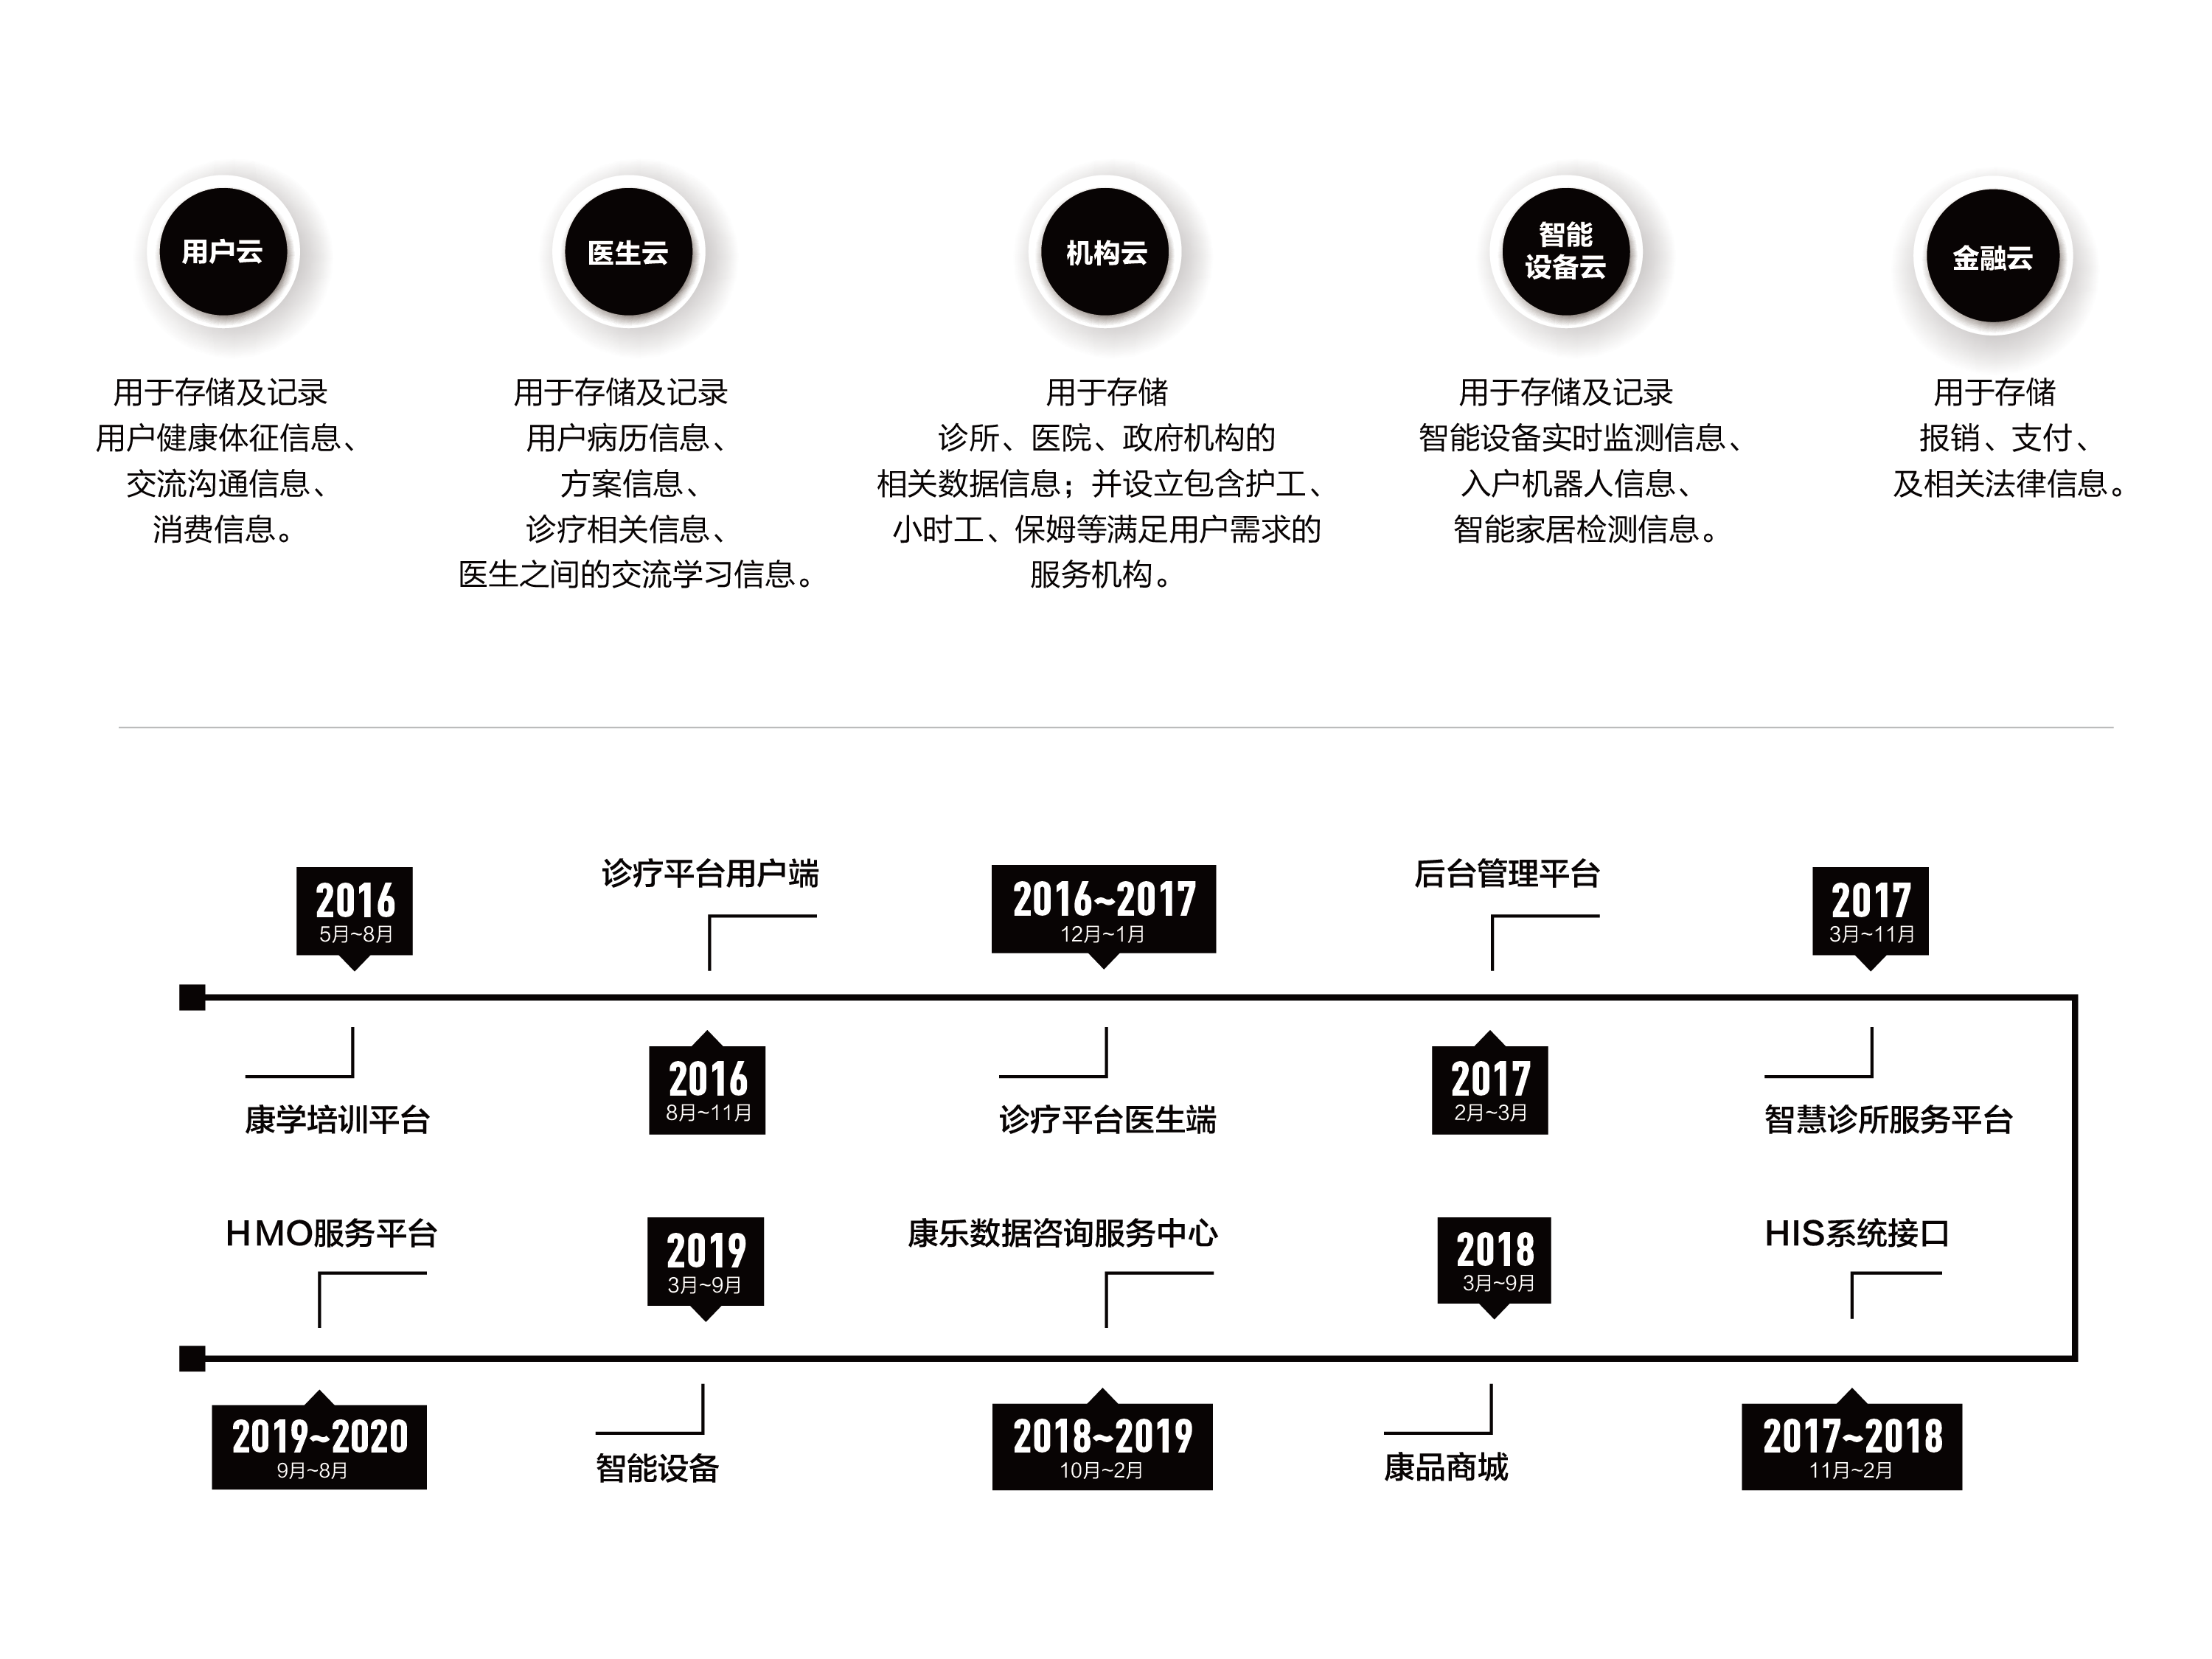 用户云
用于存储及记录
用户健康体征信息、
交流沟通信息、
消费信息。
医生云
用于存储及记录
用户病历信息、
方案信息、
诊疗相关信息、
医生之间的交流学习信息。
机构云
用于存储
诊所、医院、政府机构的
相关数据信息；并设立包含护工、
小时工、保姆等满足用户需求的
服务机构。
智能
设备云
用于存储及记录
智能设备实时监测信息、
入户机器人信息、
智能家居检测信息。
金融云
用于存储
报销、支付、
及相关法律信息。
2016
5月~8月
康学培训平台
诊疗平台用户端
2016
8月~11月
2016~2017
12月~1月
诊疗平台医生端
后台管理平台
2017
2月~3月
2017
3月~11月
智慧诊所服务平台
HIS系统接口
2017~2018
11月~2月
2018
3月~9月
康品商城
康乐数据咨询服务中心
2018~2019
10月~2月
2019
3月~9月
智能设备
HMO服务平台
2019~2020
9月~8月